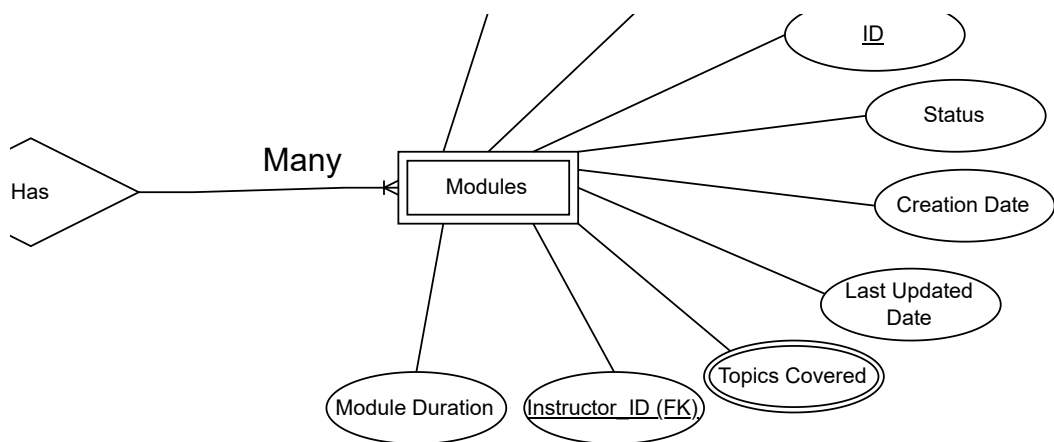 ID
Status
Many
Has
Modules
Creation Date
Last Updated
Date
Topics Covered
Module Duration
Instructor_ID (FK)